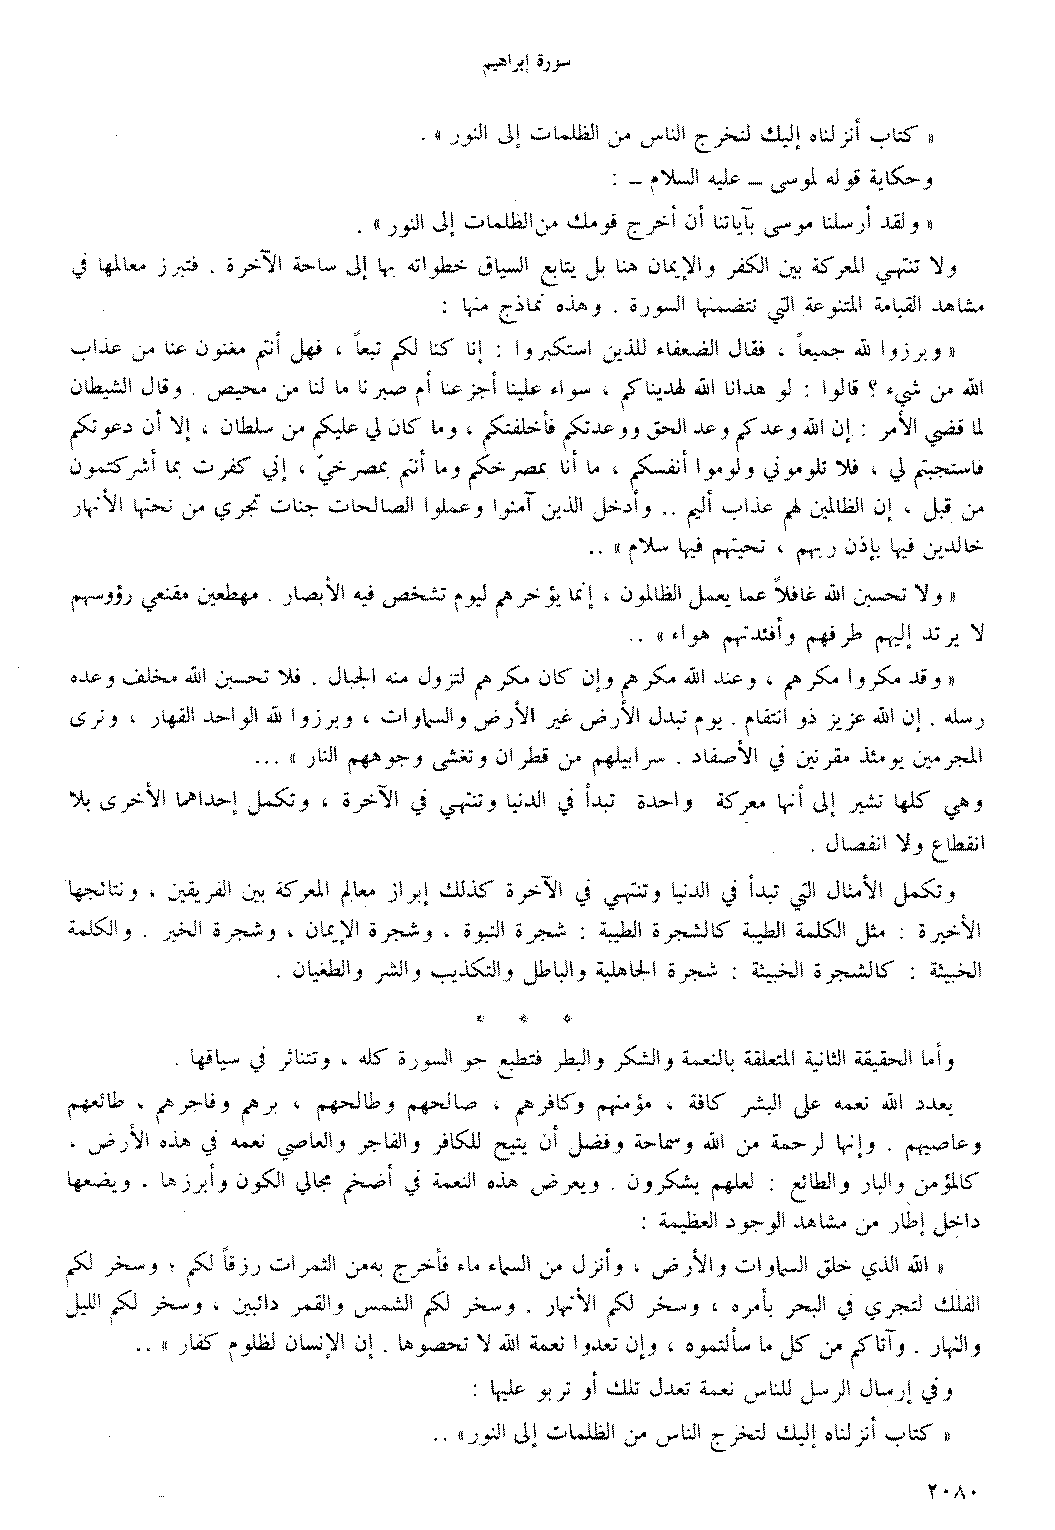 سورة إبراهيم
« كتاب أنزلناه إليك لتخرج الناس من الظلمات إلى النور » .
وحكاية قوله لموسى – عليه السلام – :
« ولقد أرسلنا موسى بآياتنا أن أخرج قومك من الظلمات إلى النور » .
ولا تنتهي المعركة بين الكفر والإيمان هنا بل يتابع السياق خطواته بها إلى ساحة الآخرة . فتبرز معالمها في
مشاهد القيامة المتنوعة التي تتضمنها السورة . وهذه نماذج منها :
« وبرزوا لله جميعاً ، فقال الضعفاء للذين استكبروا : إنا كنا لكم تبعاً ، فهل أنتم مغنون عنا من عذاب
الله من شيء ؟ قالوا : لو هدانا الله لهديناكم ، سواء علينا أجزعنا أم صبرنا ما لنا من محيص . وقال الشيطان
لما قضي الأمر : إن الله وعدكم وعد الحق ووعدتكم فأخلفتكم ، وما كان لي عليكم من سلطان ، إلا أن دعوتكم
فاستجبتم لي ، فلا تلوموني ولوموا أنفسكم ، ما أنا بمصرخكم وما أنتم بمصرخيّ ، إني كفرت بما أشركتمون
من قبل ، إن الظالمين لهم عذاب أليم .. وأدخل الذين آمنوا وعملوا الصالحات جنات تجري من تحتها الأنهار
خالدين فيها بإذن ربهم ، تحيتهم فيها سلام » ..
« ولا تحسبن الله غافلاً عما يعمل الظالمون ، إنما يؤخرهم ليوم تشخص فيه الأبصار . مهطعين مقنعي رؤوسهم
لا يرتد إليهم طرفهم وأفئدتهم هواء » ..
« وقد مكروا مكرهم ، وعند الله مكرهم وإن كان مكرهم لتزول منه الجبال . فلا تحسبن الله مخلف وعده
رسله . إن الله عزيز ذو انتقام . يوم تبدل الأرض غير الأرض والسماوات ، وبرزوا لله الواحد القهار ، وترى
المجرمين يومئذ مقرنين في الأصفاد . سرابيلهم من قطران وتغشى وجوههم النار » ...
وهي كلها تشير إلى أنها معركة واحدة تبدأ في الدنيا وتنتهي في الآخرة ، وتكمل إحداهما الأخرى بلا
انقطاع ولا انفصال .
وتكمل الأمثال التي تبدأ في الدنيا وتنتهي في الآخرة كذلك إبراز معالم المعركة بين الفريقين ، ونتائجها
الأخيرة : مثل الكلمة الطيبة كالشجرة الطيبة : شجرة النبوة ، وشجرة الإيمان ، وشجرة الخير . والكلمة
الخبيثة : كالشجرة الخبيثة : شجرة الجاهلية والباطل والتكذيب والشر والطغيان .
* * *
وأما الحقيقة الثانية المتعلقة بالنعمة والشكر والبطر فتطبع جو السورة كله ، وتتناثر في سياقها .
يعدد الله نعمه على البشر كافة ، مؤمنهم وكافرهم ، صالحهم وطالحهم ، برهم وفاجرهم ، طائعهم
وعاصيهم . وإنها لرحمة من الله وسماحة وفضل أن يتيح للكافر والفاجر والعاصي نعمه في هذه الأرض ،
كالمؤمن والبار والطائع : لعلهم يشكرون . ويعرض هذه النعمة في أضخم مجالي الكون وأبرزها . ويضعها
داخل إطار من مشاهد الوجود العظيمة :
« الله الذي خلق السماوات والأرض ، وأنزل من السماء ماء فأخرج به من الثمرات رزقاً لكم ؛ وسخر لكم
الفلك لتجري في البحر بأمره ، وسخر لكم الأنهار . وسخر لكم الشمس والقمر دائبين ، وسخر لكم الليل
والنهار . وآتاكم من كل ما سألتموه ، وإن تعدوا نعمة الله لا تحصوها . إن الإنسان لظلوم كفار » ..
وفي إرسال الرسل للناس نعمة تعدل تلك أو تربو عليها :
« كتاب أنزلناه إليك لتخرج الناس من الظلمات إلى النور» ..
٢٠٨٠